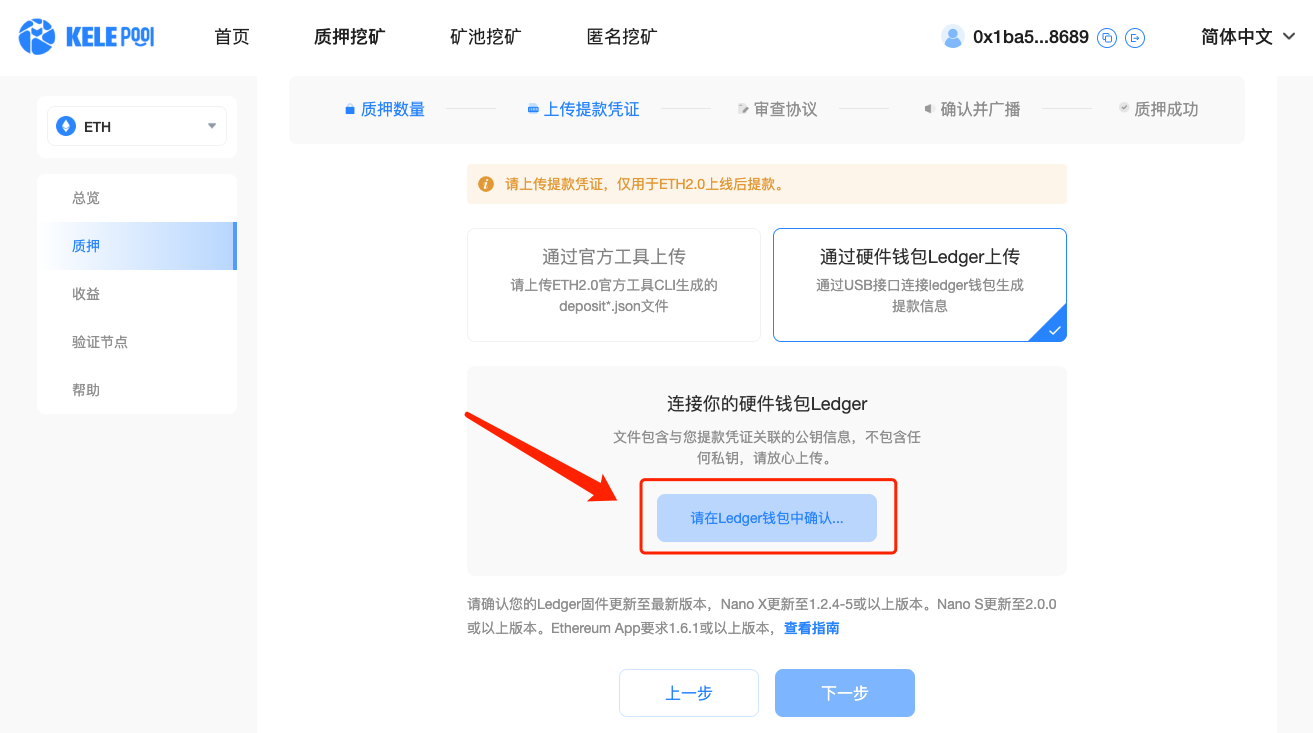 KELE POOl
首页
质押挖矿
矿池挖矿
匿名挖矿
0x1ba5...8689
简体中文
ETH
总览
质押
收益
验证节点
帮助
质押数量
上传提款凭证
审查协议
确认并广播
质押成功
请上传提款凭证，仅用于ETH2.0上线后提款。
通过官方工具上传
请上传ETH2.0官方工具CLI生成的
deposit*.json文件
通过硬件钱包Ledger上传
通过USB接口连接ledger钱包生成
提款信息
连接你的硬件钱包Ledger
文件包含与您提款凭证关联的公钥信息，不包含任
何私钥，请放心上传。
请在Ledger钱包中确认...
请确认您的Ledger固件更新至最新版本，Nano X更新至1.2.4-5或以上版本。Nano S更新至2.0.0
或以上版本。Ethereum App要求1.6.1或以上版本，查看指南
上一步
下一步